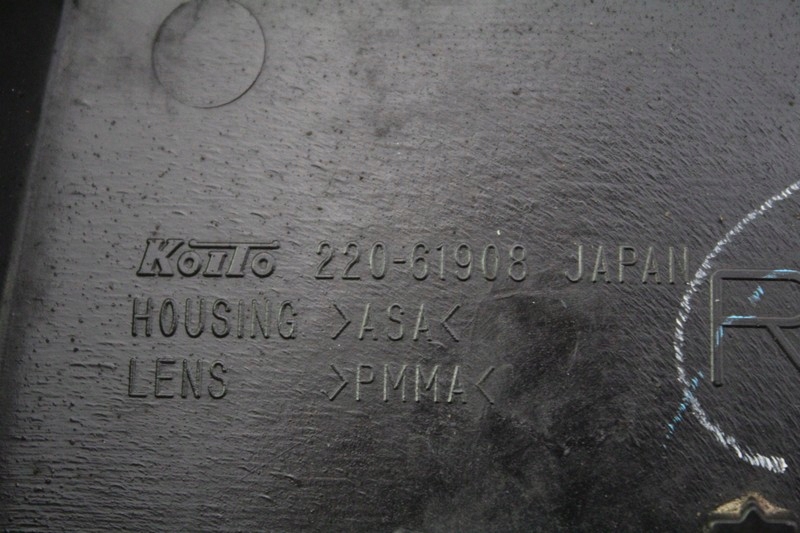 KOITO 220-61908 JAPAN
R
HOUSING >ASA<
LENS >PMMA<